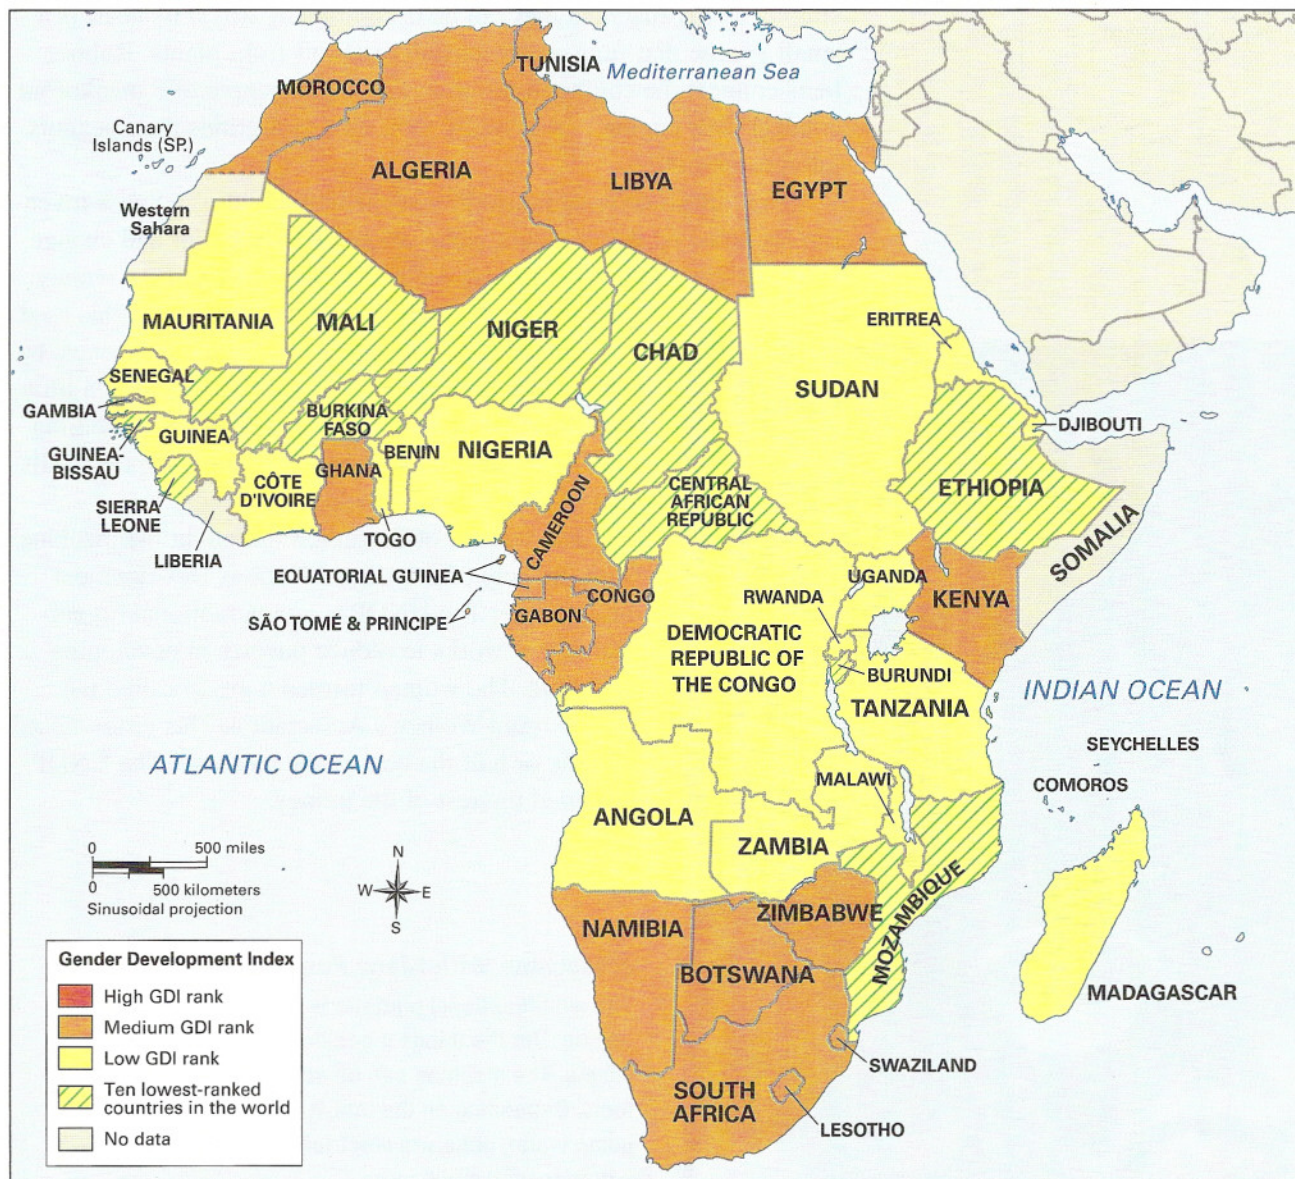 TUNISIA
Mediterranean Sea
MOROCCO
Canary
Islands (SP.)
ALGERIA
LIBYA
EGYPT
Western
Sahara
MAURITANIA
MALI
NIGER
CHAD
ERITREA
SUDAN
SENEGAL
GAMBIA
BURKINA
FASO
DJIBOUTI
GUINEA
GUINEA-
BISSAU
NIGERIA
BENIN
GHANA
CÔTE
D'IVOIRE
CENTRAL
AFRICAN
REPUBLIC
ETHIOPIA
SIERRA
LEONE
LIBERIA
TOGO
CAMEROON
SOMALIA
EQUATORIAL GUINEA
UGANDA
CONGO
RWANDA
KENYA
GABON
SÃO TOMÉ & PRINCIPE
DEMOCRATIC
REPUBLIC OF
THE CONGO
BURUNDI
TANZANIA
INDIAN OCEAN
SEYCHELLES
ATLANTIC OCEAN
MALAWI
COMOROS
ANGOLA
ZAMBIA
0 500 miles
0 500 kilometers
Sinusoidal projection
N
W E
S
ZIMBABWE
MOZAMBIQUE
NAMIBIA
BOTSWANA
MADAGASCAR
Gender Development Index
High GDI rank
Medium GDI rank
Low GDI rank
Ten lowest-ranked
countries in the world
No data
SWAZILAND
SOUTH
AFRICA
LESOTHO